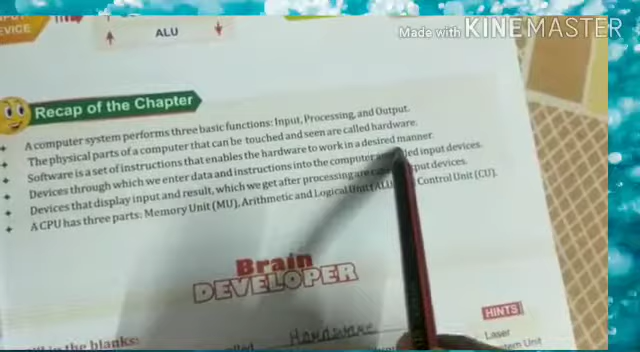 Made with KINEMASTER
EVICE
ALU
Recap of the Chapter
A computer system performs three basic functions: Input, Processing, and Output.
The physical parts of a computer that can be touched and seen are called hardware.
Software is a set of instructions that enables the hardware to work in a desired manner.
Devices through which we enter data and instructions into the computer are called input devices.
Devices that display input and result, which we get after processing are output devices.
A CPU has three parts: Memory Unit (MU), Arithmetic and Logical Unit (ALU Control Unit (CU).
Brain
DEVELOPER
HINTS
in the blanks:
Hardware
Laser
Unit